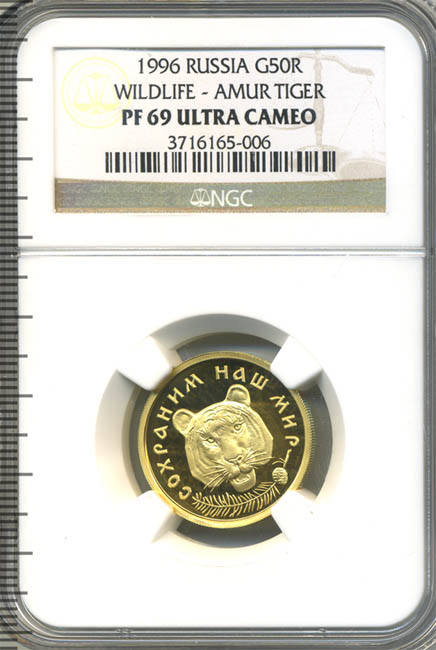 1996 RUSSIA G50R
WILDLIFE - AMUR TIGER
PF 69 ULTRA CAMEO
3716165-006
NGC
СОХРАНИМ НАШ МИР